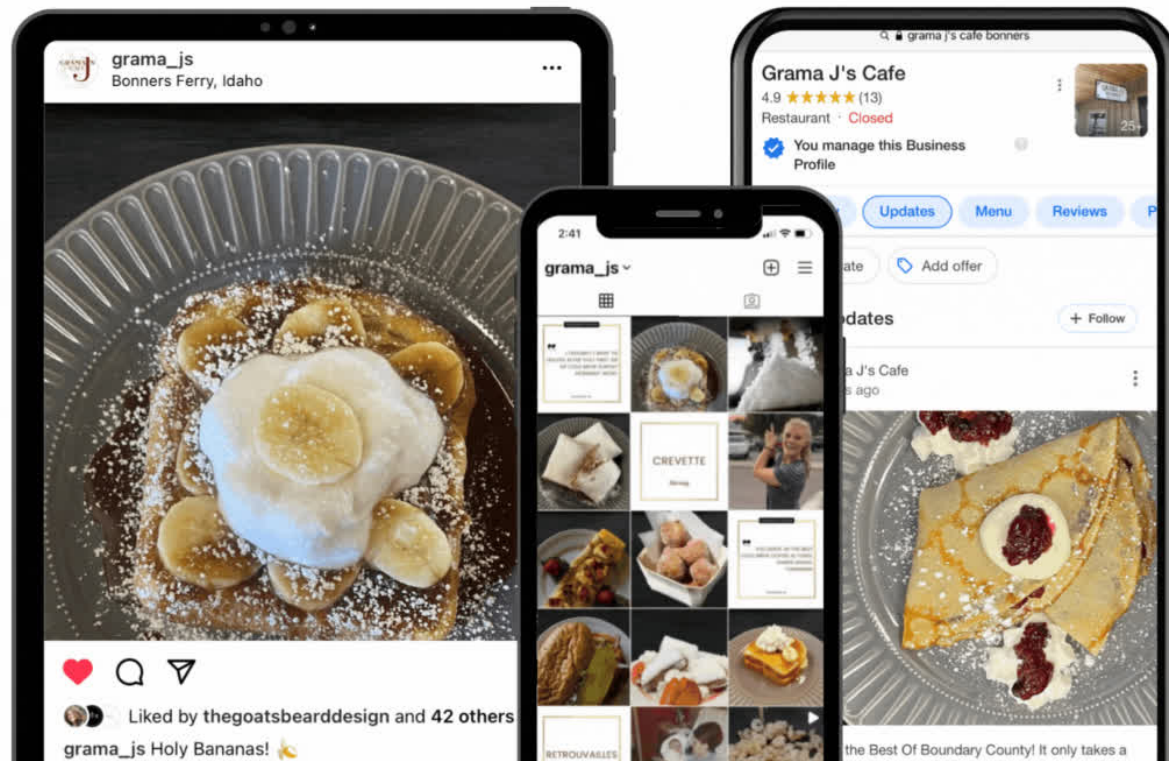 grama_js
Bonners Ferry, Idaho
Liked by thegoatsbearddesign and 42 others
grama_js Holy Bananas! 🍌
2:41
grama_js
CREVETTE
RETROUVAILLES
grama j's cafe bonners
Grama J's Cafe
4.9 ★★★★★ (13)
Restaurant · Closed
25+
You manage this Business
Profile
Updates
Menu
Reviews
P
Add offer
+ Follow
J's Cafe
ago
the Best Of Boundary County! It only takes a